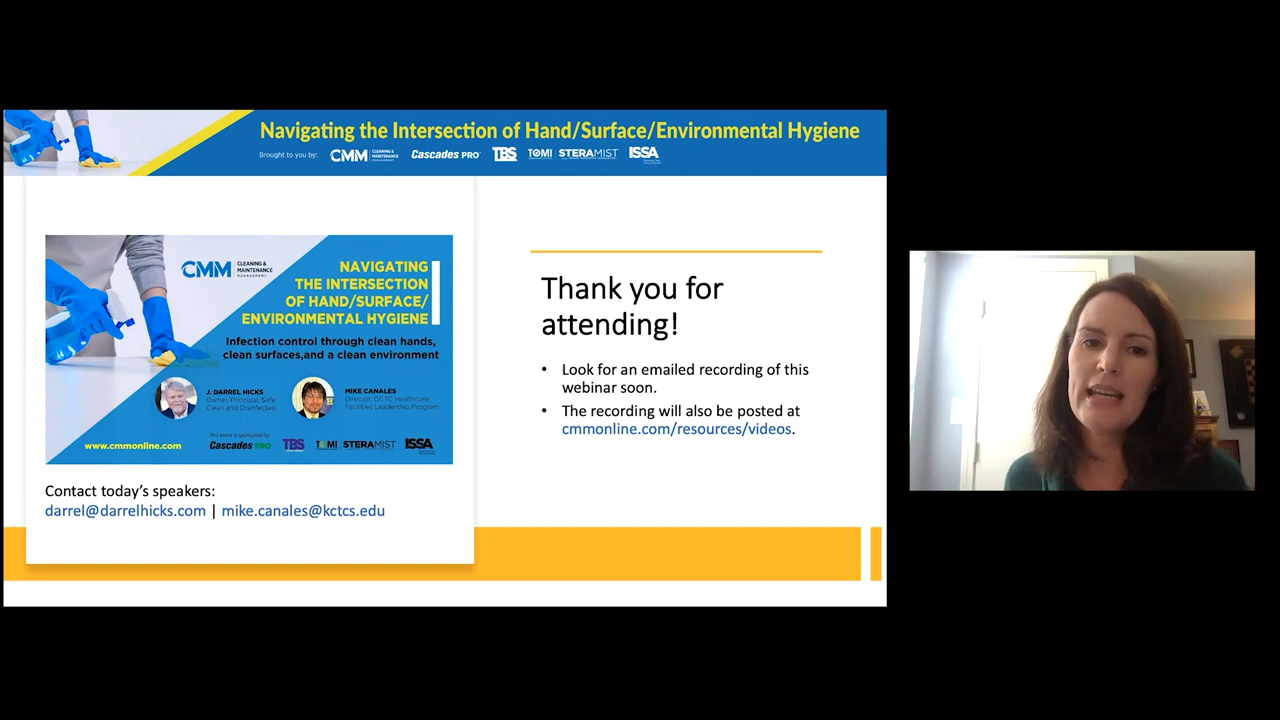 Navigating the Intersection of Hand/Surface/Environmental Hygiene
Brought to you by: CMM CLEANING & MAINTENANCE MANAGEMENT Cascades PRO TBS TOMI STERAMIST ISSA
CMM CLEANING &
MAINTENANCE
MANAGEMENT
NAVIGATING
THE INTERSECTION
OF HAND/SURFACE/
ENVIRONMENTAL HYGIENE
Infection control through clean hands,
clean surfaces,and a clean environment
J. DARREL HICKS
Owner/Principal, Safe,
Clean and Disinfected
MIKE CANALES
Director, OCTC Healthcare
Facilities Leadership Program
This event is sponsored by:
www.cmmonline.com Cascades PRO TBS TOMI STERAMIST ISSA
Contact today's speakers:
darrel@darrelhicks.com | mike.canales@kctcs.edu
Thank you for
attending!
• Look for an emailed recording of this
webinar soon.
• The recording will also be posted at
cmmonline.com/resources/videos.